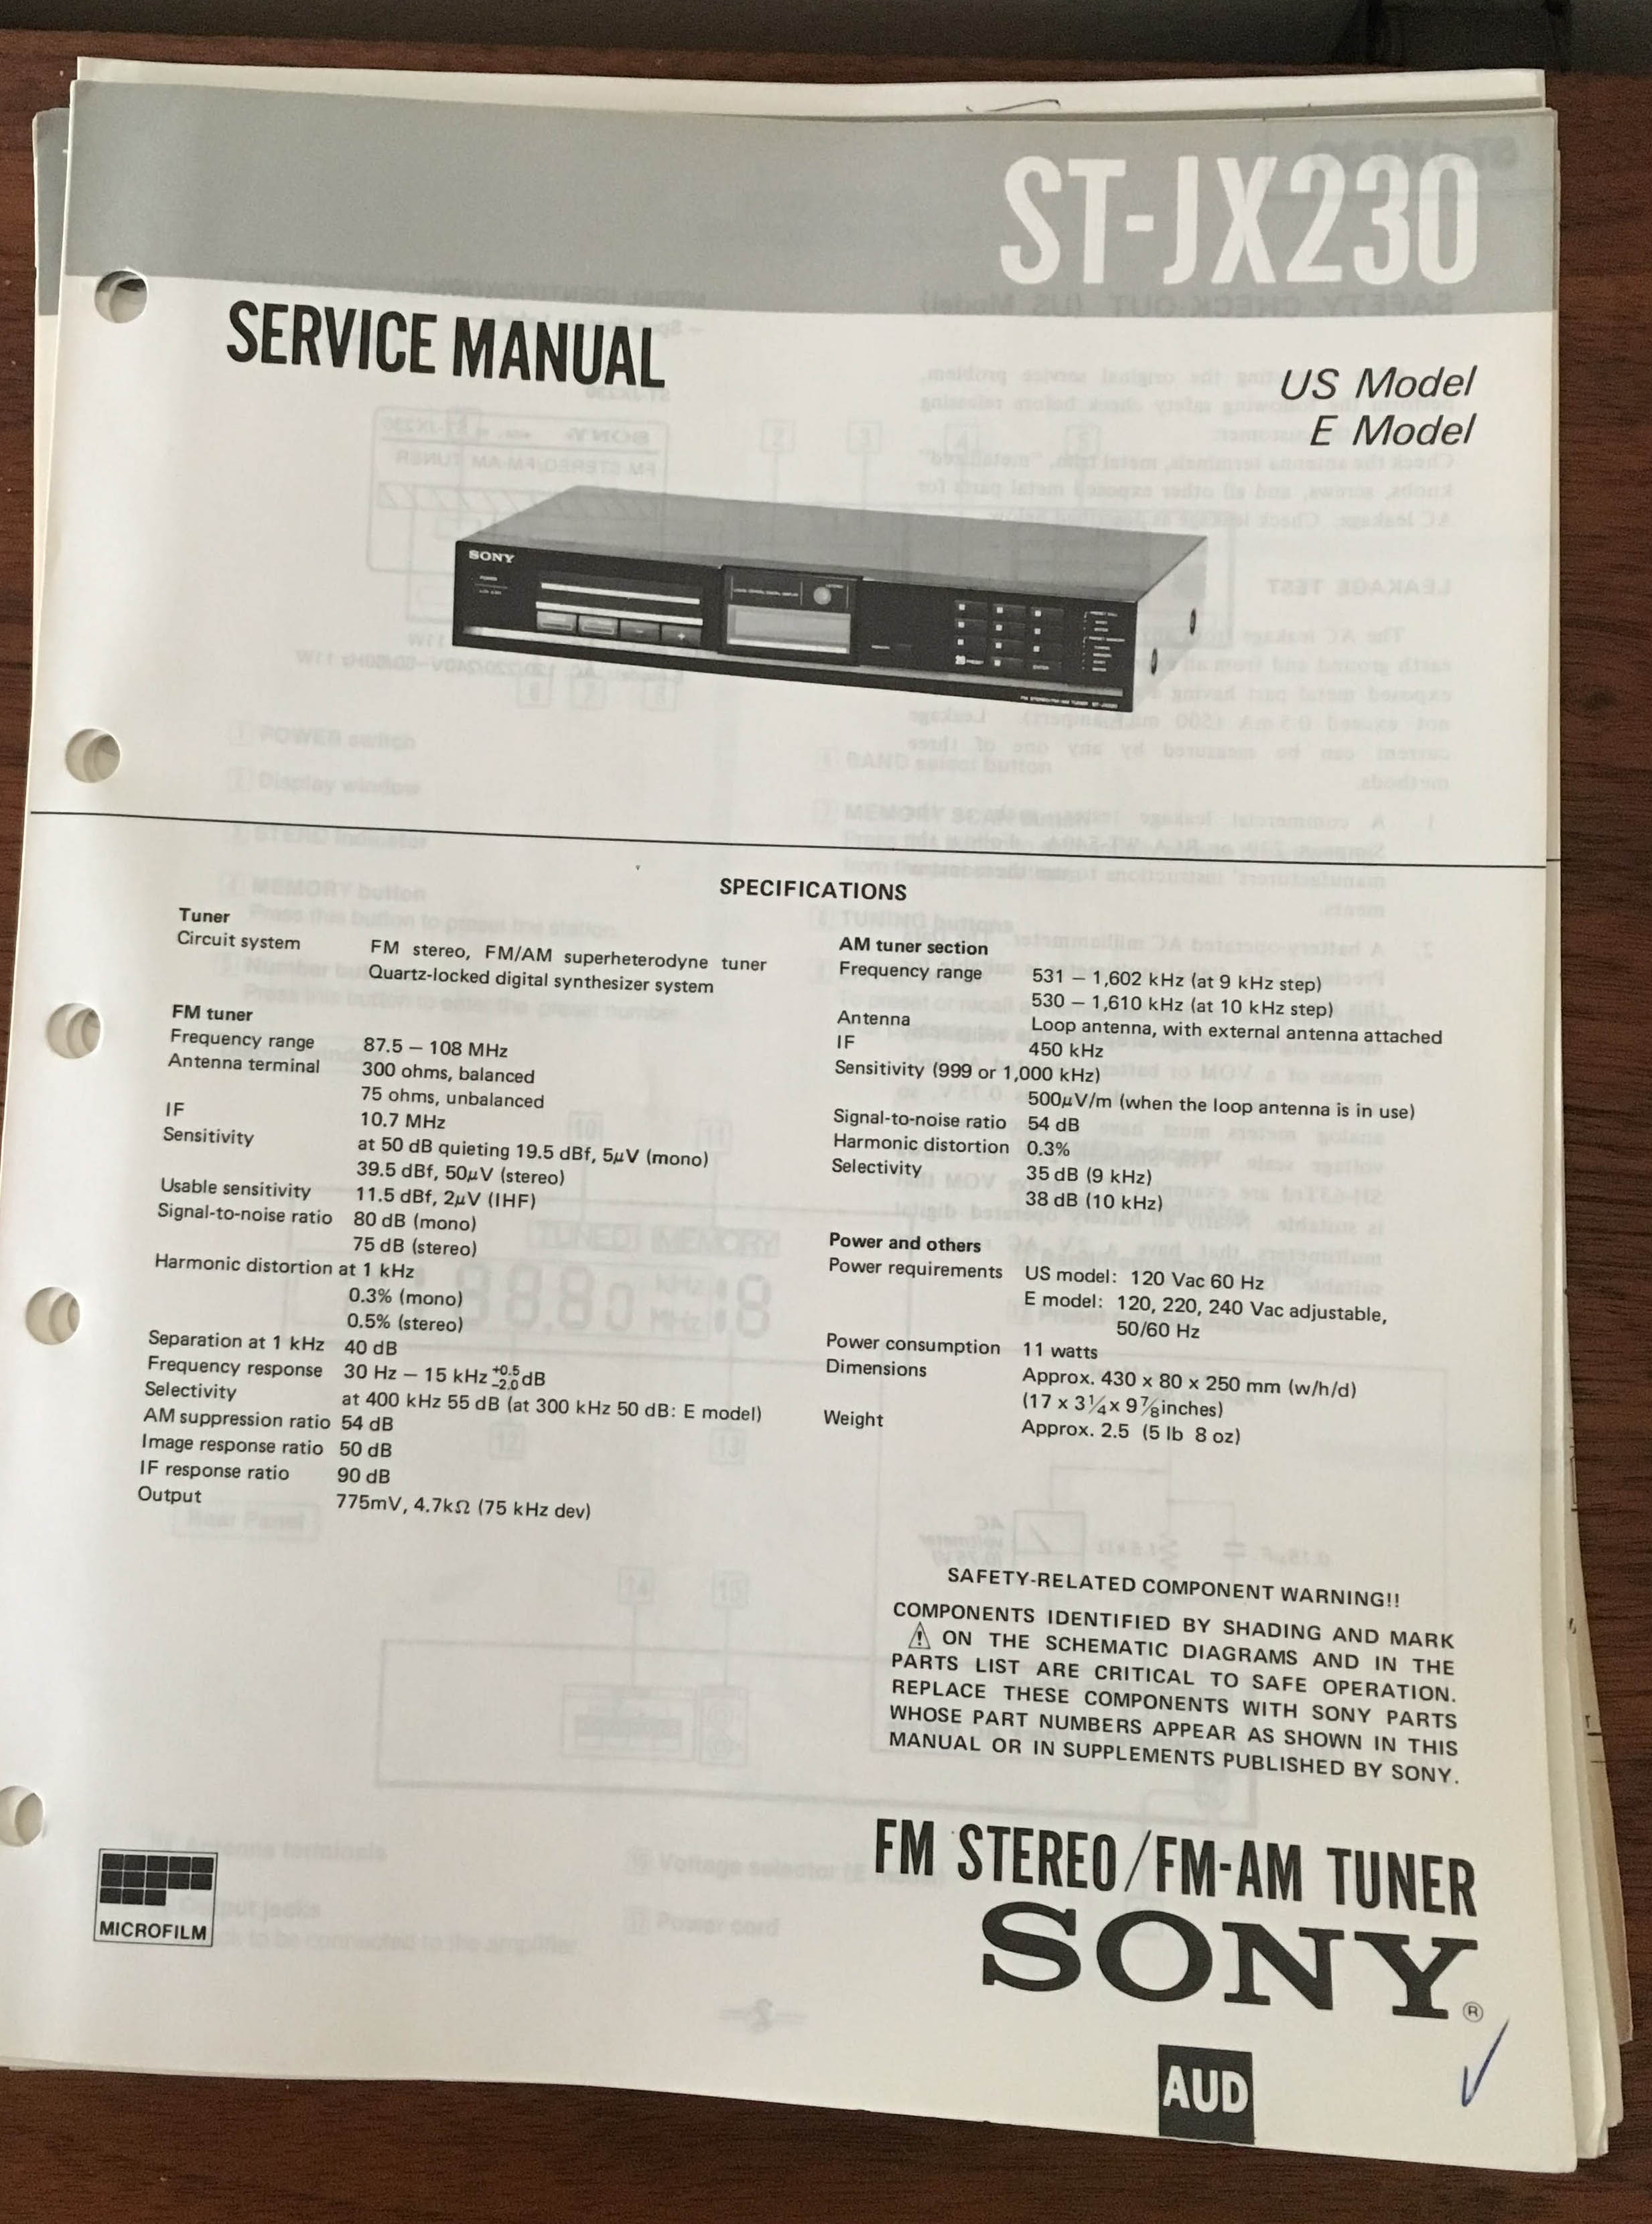 ST-JX230
SERVICE MANUAL
US Model
E Model
SONY
SPECIFICATIONS
Tuner
Circuit system FM stereo, FM/AM superheterodyne tuner
Quartz-locked digital synthesizer system
FM tuner
Frequency range 87.5 – 108 MHz
Antenna terminal 300 ohms, balanced
75 ohms, unbalanced
IF 10.7 MHz
Sensitivity at 50 dB quieting 19.5 dBf, 5µV (mono)
39.5 dBf, 50µV (stereo)
Usable sensitivity 11.5 dBf, 2µV (IHF)
Signal-to-noise ratio 80 dB (mono)
75 dB (stereo)
Harmonic distortion at 1 kHz
0.3% (mono)
0.5% (stereo)
Separation at 1 kHz 40 dB
Frequency response 30 Hz – 15 kHz +0.5 –2.0 dB
Selectivity at 400 kHz 55 dB (at 300 kHz 50 dB: E model)
AM suppression ratio 54 dB
Image response ratio 50 dB
IF response ratio 90 dB
Output 775mV, 4.7kΩ (75 kHz dev)
AM tuner section
Frequency range 531 – 1,602 kHz (at 9 kHz step)
530 – 1,610 kHz (at 10 kHz step)
Antenna Loop antenna, with external antenna attached
IF 450 kHz
Sensitivity (999 or 1,000 kHz)
500µV/m (when the loop antenna is in use)
Signal-to-noise ratio 54 dB
Harmonic distortion 0.3%
Selectivity 35 dB (9 kHz)
38 dB (10 kHz)
Power and others
Power requirements US model: 120 Vac 60 Hz
E model: 120, 220, 240 Vac adjustable,
50/60 Hz
Power consumption 11 watts
Dimensions Approx. 430 x 80 x 250 mm (w/h/d)
(17 x 3¼ x 9⅞ inches)
Weight Approx. 2.5 (5 lb 8 oz)
SAFETY-RELATED COMPONENT WARNING!!
COMPONENTS IDENTIFIED BY SHADING AND MARK
⚠ ON THE SCHEMATIC DIAGRAMS AND IN THE
PARTS LIST ARE CRITICAL TO SAFE OPERATION.
REPLACE THESE COMPONENTS WITH SONY PARTS
WHOSE PART NUMBERS APPEAR AS SHOWN IN THIS
MANUAL OR IN SUPPLEMENTS PUBLISHED BY SONY.
MICROFILM
FM STEREO/FM-AM TUNER
SONY®
AUD